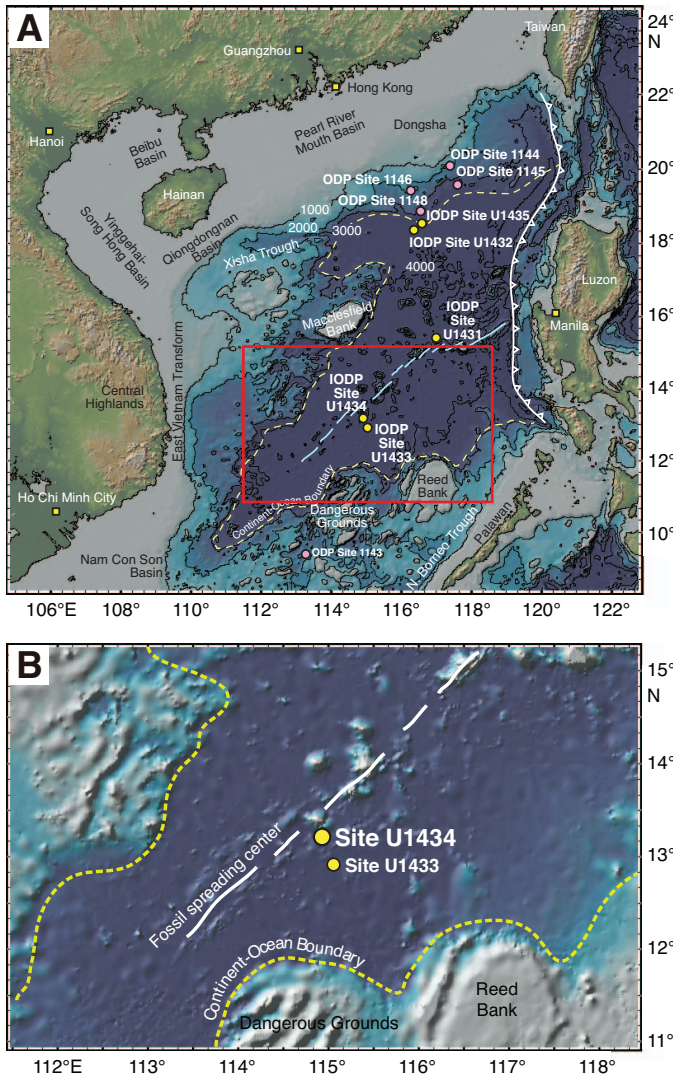 A
24°
N
22°
20°
18°
16°
14°
12°
10°
Taiwan
Guangzhou
Hong Kong
Pearl River
Mouth Basin
Dongsha
Hanoi
Beibu
Basin
Hainan
ODP Site 1144
ODP Site 1145
ODP Site 1146
ODP Site 1148
IODP Site U1435
IODP Site U1432
1000
2000
3000
4000
Yinggehai-
Song Hong Basin
Qiongdongnan
Basin
Xisha Trough
Macclesfield
Bank
Luzon
Manila
IODP
Site
U1431
IODP
Site
U1434
IODP
Site
U1433
East Vietnam Transform
Central
Highlands
Ho Chi Minh City
Continent-Ocean Boundary
Dangerous
Grounds
Reed
Bank
ODP Site 1143
N. Borneo Trough
Palawan
Nam Con Son
Basin
106°E
108°
110°
112°
114°
116°
118°
120°
122°
B
15°
N
14°
13°
12°
11°
Site U1434
Site U1433
Fossil spreading center
Continent-Ocean Boundary
Dangerous Grounds
Reed
Bank
112°E
113°
114°
115°
116°
117°
118°